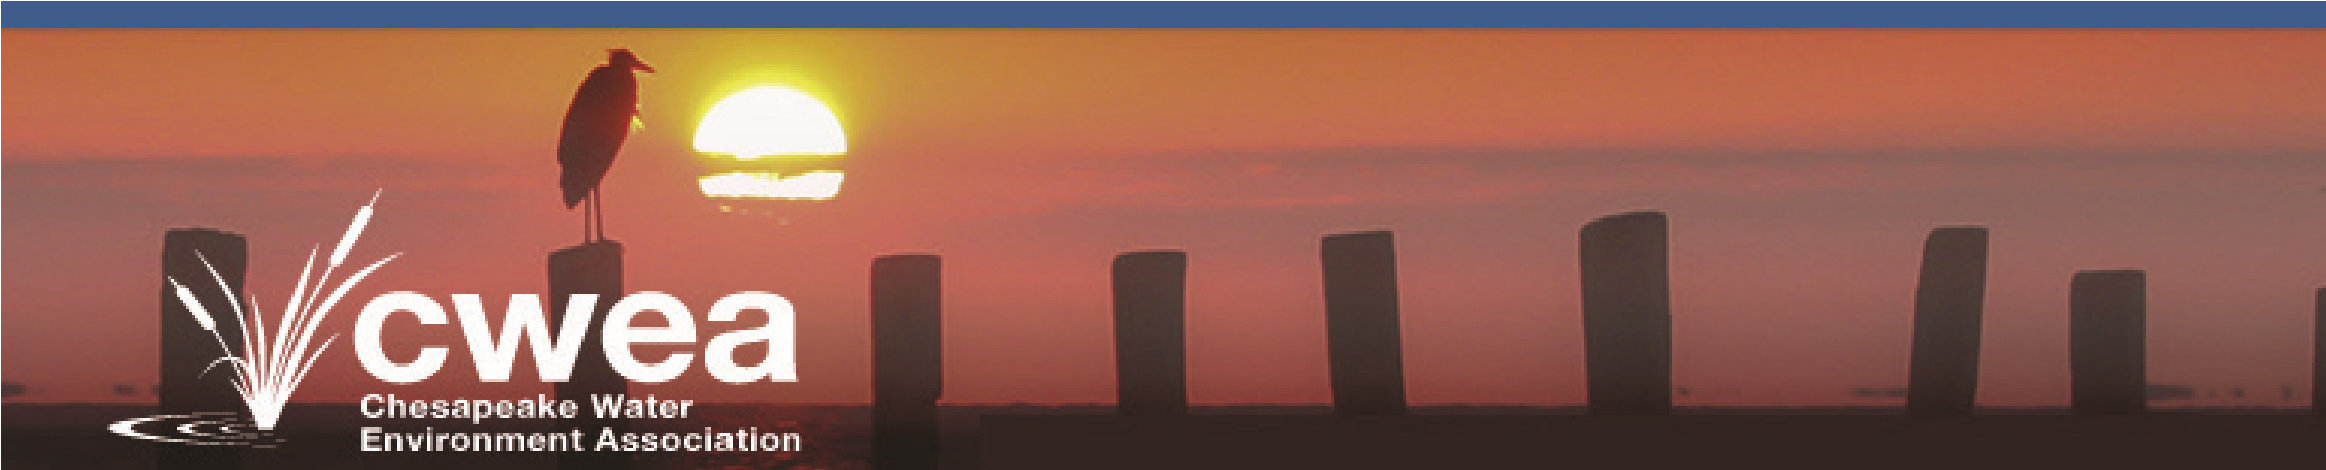 cwea
Chesapeake Water
Environment Association